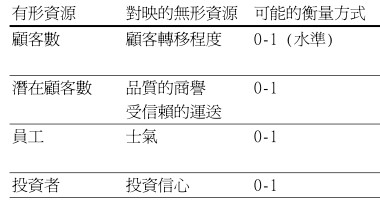 有形資源 對映的無形資源 可能的衡量方式
顧客數 顧客轉移程度 0-1 (水準)
潛在顧客數 品質的商譽 0-1
受信賴的運送
員工 士氣 0-1
投資者 投資信心 0-1